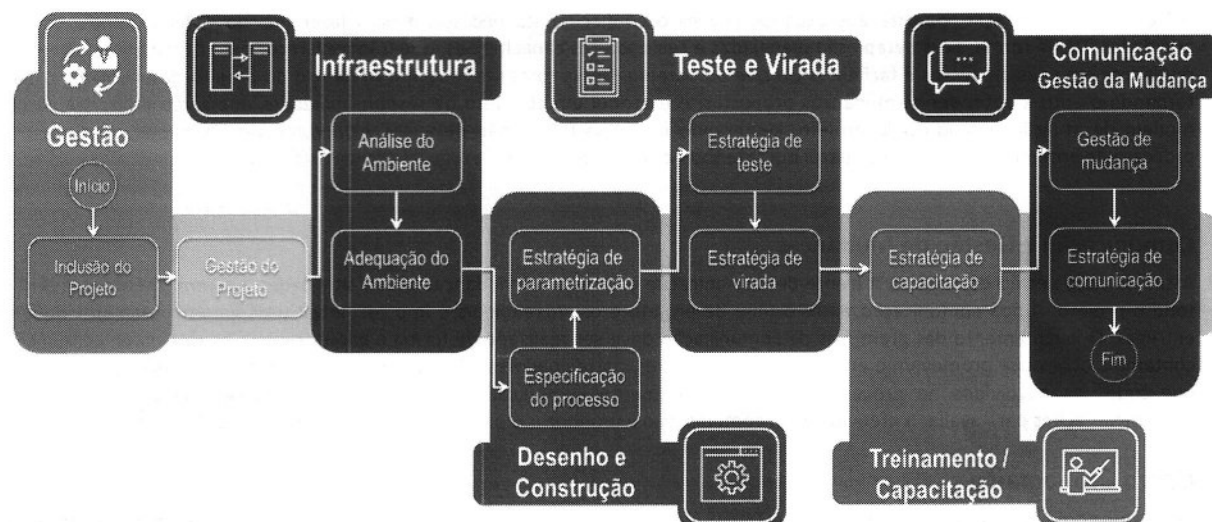 Gestão
Início
Inclusão do
Projeto
Gestão do
Projeto
Infraestrutura
Análise do
Ambiente
Adequação do
Ambiente
Especificação
do processo
Estratégia de
parametrização
Desenho e
Construção
Teste e Virada
Estratégia de
teste
Estratégia de
virada
Estratégia de
capacitação
Treinamento /
Capacitação
Comunicação
Gestão da Mudança
Gestão de
mudança
Estratégia de
comunicação
Fim